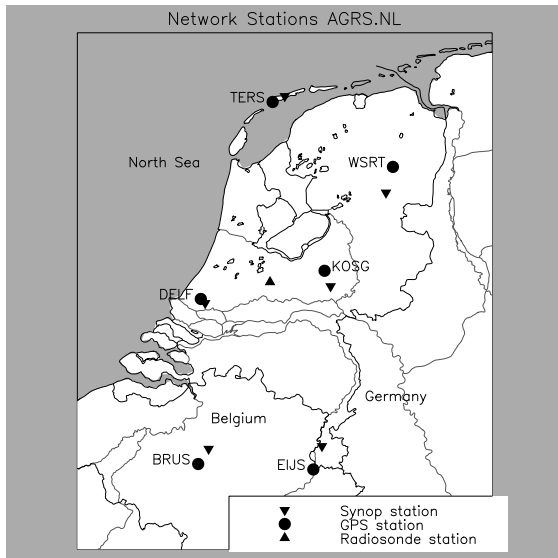 Network Stations AGRS.NL
TERS
North Sea
WSRT
KOSG
DELF
Germany
Belgium
BRUS
EIJS
Synop station
GPS station
Radiosonde station